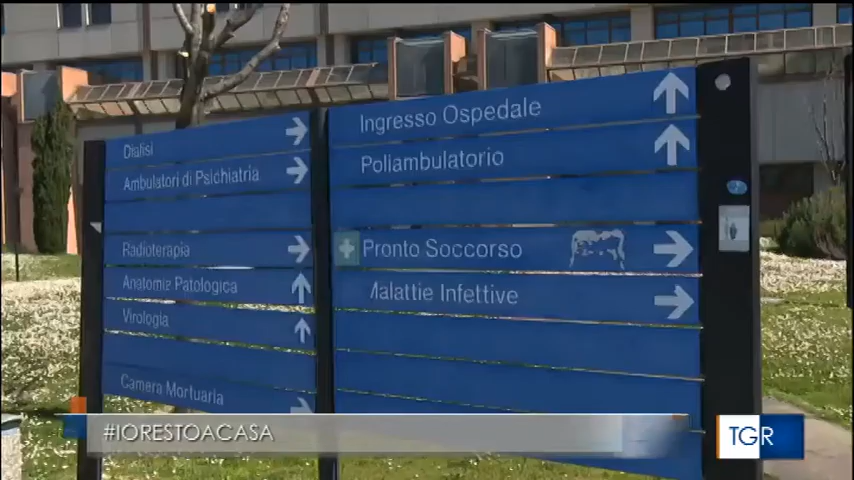 Dialisi
Ambulatori di Psichiatria
Radioterapia
Anatomia Patologica
Virologia
Camera Mortuaria
Ingresso Ospedale
Poliambulatorio
Pronto Soccorso
Malattie Infettive
#IORESTOACASA
TGR